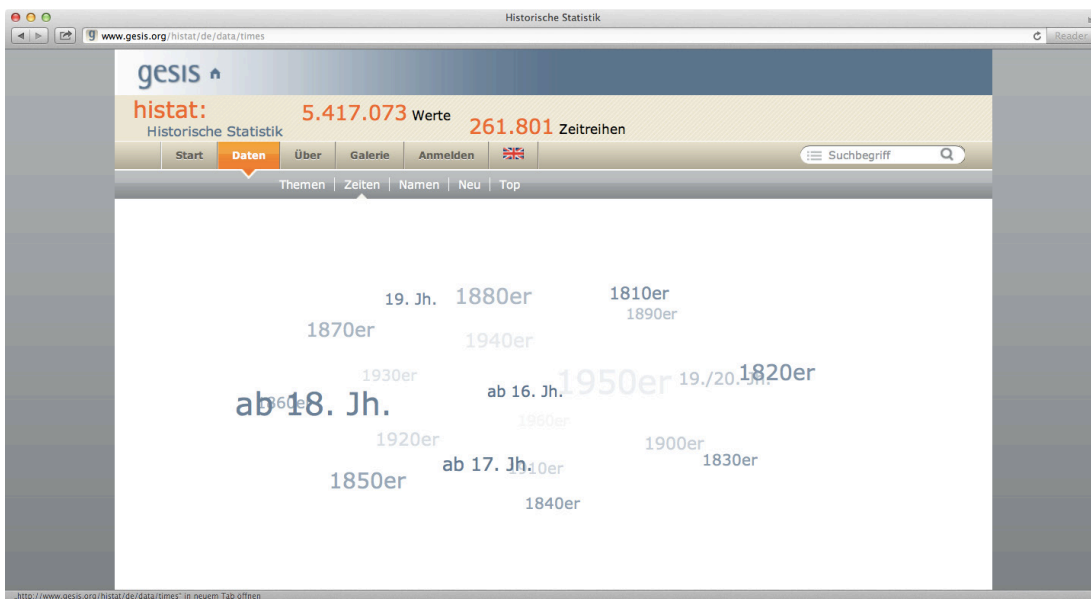 Historische Statistik
www.gesis.org/histat/de/data/times
Reader
gesis
histat:
Historische Statistik
5.417.073 Werte
261.801 Zeitreihen
Start Daten Über Galerie Anmelden
Suchbegriff
Themen Zeiten Namen Neu Top
19. Jh. 1880er 1810er
1890er
1870er
1940er
1930er 1950er 19./20. Jh. 1820er
ab 18. Jh. 1860er ab 16. Jh.
1960er
1920er 1900er
ab 17. Jh. 1910er 1830er
1850er
1840er
„http://www.gesis.org/histat/de/data/times“ in neuem Tab öffnen